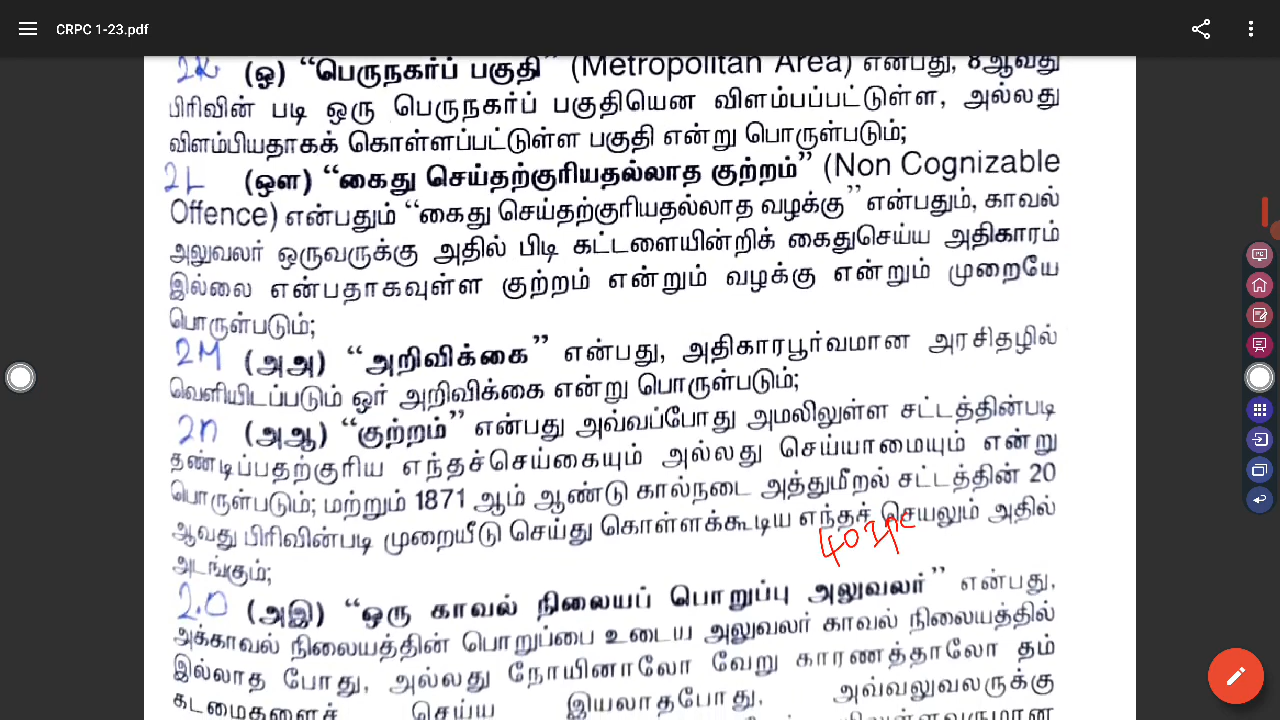 CRPC 1-23.pdf
2K (ஓ) “பெருநகர்ப் பகுதி” (Metropolitan Area) என்பது, 8ஆவது
பிரிவின் படி ஒரு பெருநகர்ப் பகுதியென விளம்பப்பட்டுள்ள, அல்லது
விளம்பியதாகக் கொள்ளப்பட்டுள்ள பகுதி என்று பொருள்படும்;
2L (ஔ) “கைது செய்தற்குரியதல்லாத குற்றம்” (Non Cognizable
Offence) என்பதும் “கைது செய்தற்குரியதல்லாத வழக்கு” என்பதும், காவல்
அலுவலர் ஒருவருக்கு அதில் பிடி கட்டளையின்றிக் கைதுசெய்ய அதிகாரம்
இல்லை என்பதாகவுள்ள குற்றம் என்றும் வழக்கு என்றும் முறையே
பொருள்படும்;
2M (அஅ) “அறிவிக்கை” என்பது, அதிகாரபூர்வமான அரசிதழில்
வெளியிடப்படும் ஓர் அறிவிக்கை என்று பொருள்படும்;
2n (அஆ) “குற்றம்” என்பது அவ்வப்போது அமலிலுள்ள சட்டத்தின்படி
தண்டிப்பதற்குரிய எந்தச்செய்கையும் அல்லது செய்யாமையும் என்று
பொருள்படும்; மற்றும் 1871 ஆம் ஆண்டு கால்நடை அத்துமீறல் சட்டத்தின் 20
ஆவது பிரிவின்படி முறையீடு செய்து கொள்ளக்கூடிய எந்தச் செயலும் அதில்
40 IPC
அடங்கும்;
2.O (அஇ) “ஒரு காவல் நிலையப் பொறுப்பு அலுவலர்” என்பது,
அக்காவல் நிலையத்தின் பொறுப்பை உடைய அலுவலர் காவல் நிலையத்தில்
இல்லாத போது, அல்லது நோயினாலோ வேறு காரணத்தாலோ தம்
கடமைகளைச் செய்ய இயலாதபோது, அவ்வலுவலருக்கு